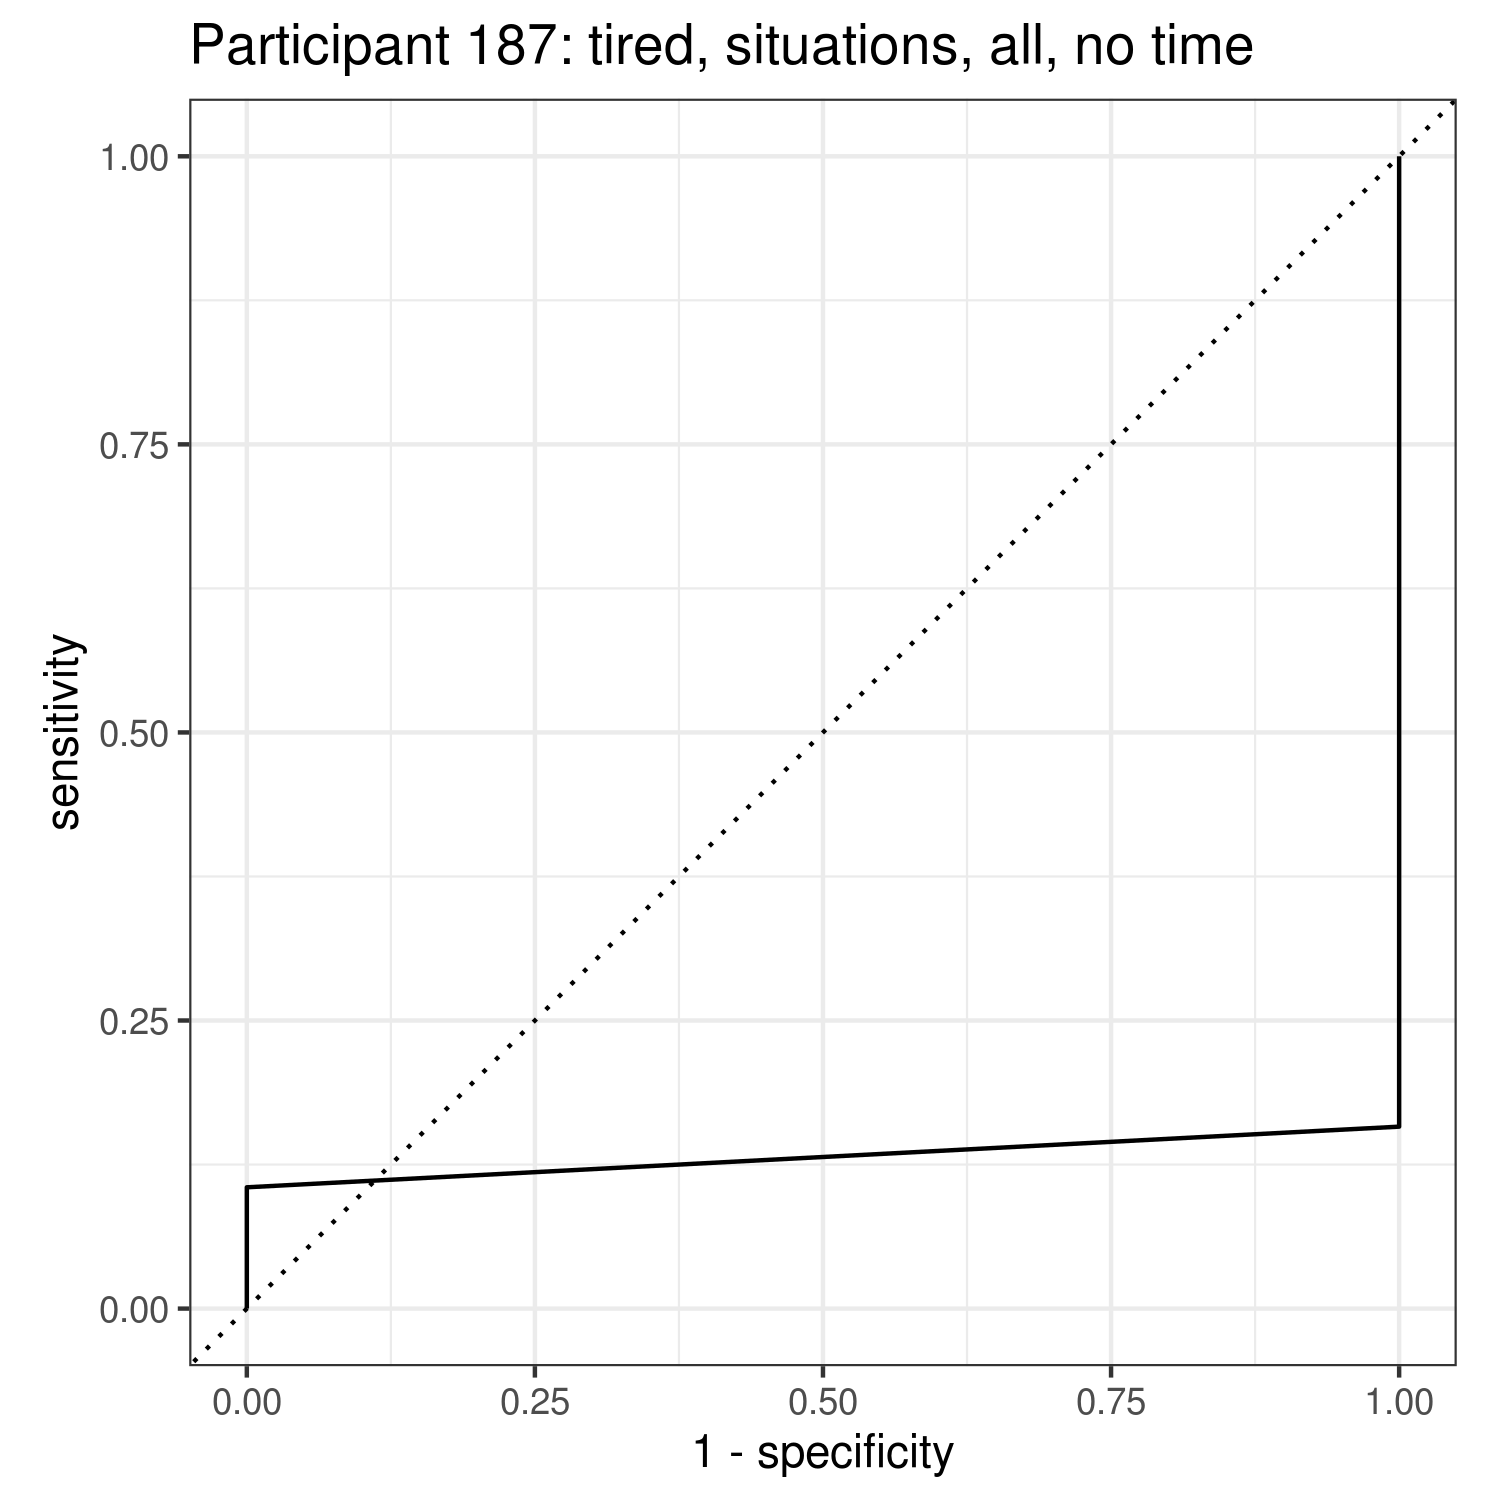 Participant 187: tired, situations, all, no time
1.00
0.75
0.50
0.25
0.00
sensitivity
0.00 0.25 0.50 0.75 1.00
1 - specificity